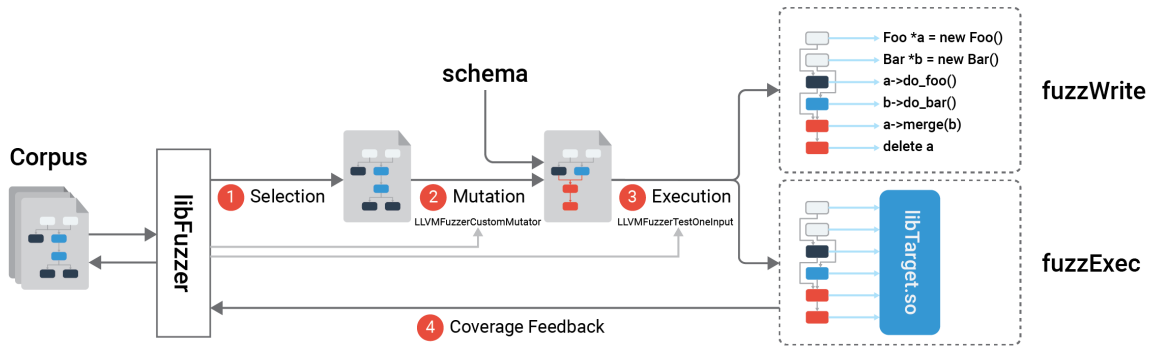 Corpus
libFuzzer
1 Selection
schema
2 Mutation
LLVMFuzzerCustomMutator
3 Execution
LLVMFuzzerTestOneInput
4 Coverage Feedback
Foo *a = new Foo()
Bar *b = new Bar()
a->do_foo()
b->do_bar()
a->merge(b)
delete a
fuzzWrite
libTarget.so
fuzzExec